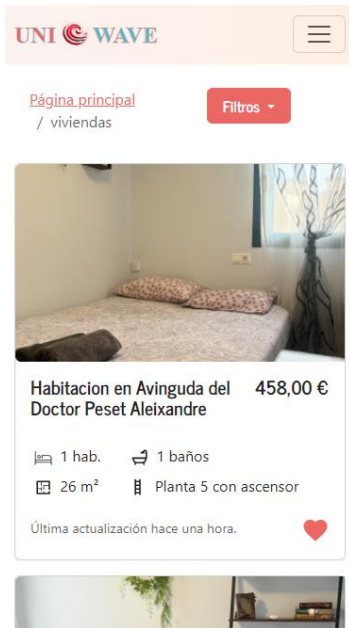 UNI WAVE
Página principal
/ viviendas
Filtros
Habitacion en Avinguda del
Doctor Peset Aleixandre
458,00 €
1 hab.
1 baños
26 m²
Planta 5 con ascensor
Última actualización hace una hora.